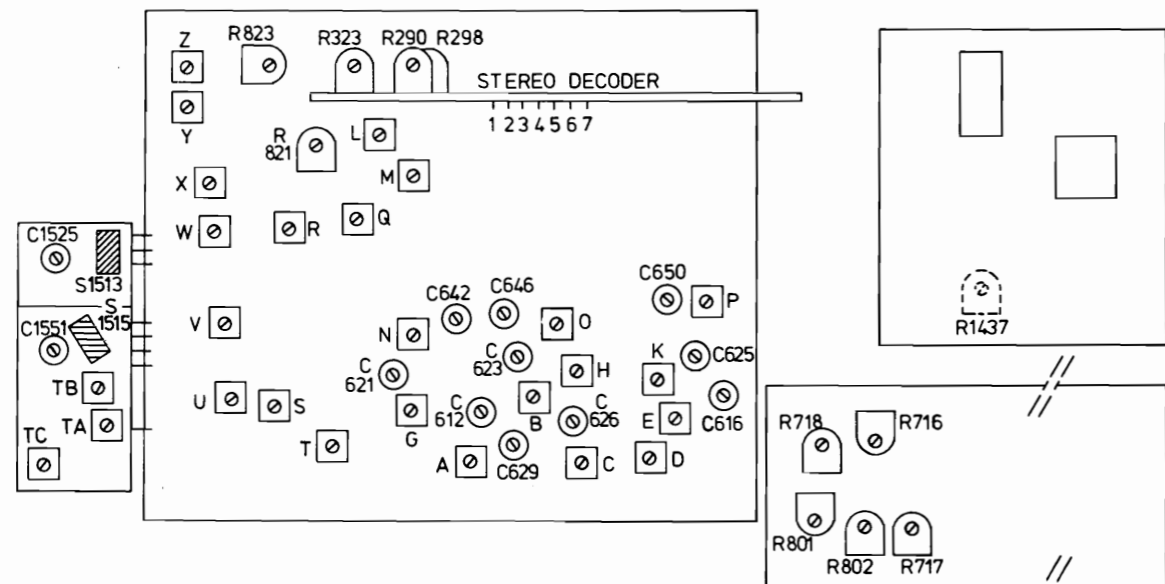 Z
R823
R323
R290
R298
STEREO DECODER
Y
1 2 3 4 5 6 7
R
821
L
M
X
W
R
Q
C1525
S1513
S
1515
C1551
TB
TA
TC
V
U
S
T
N
C642
C646
O
C650
P
C
621
C
623
H
K
C625
G
C
612
B
C
626
E
C616
A
C629
C
D
R1437
R718
R716
R801
R802
R717